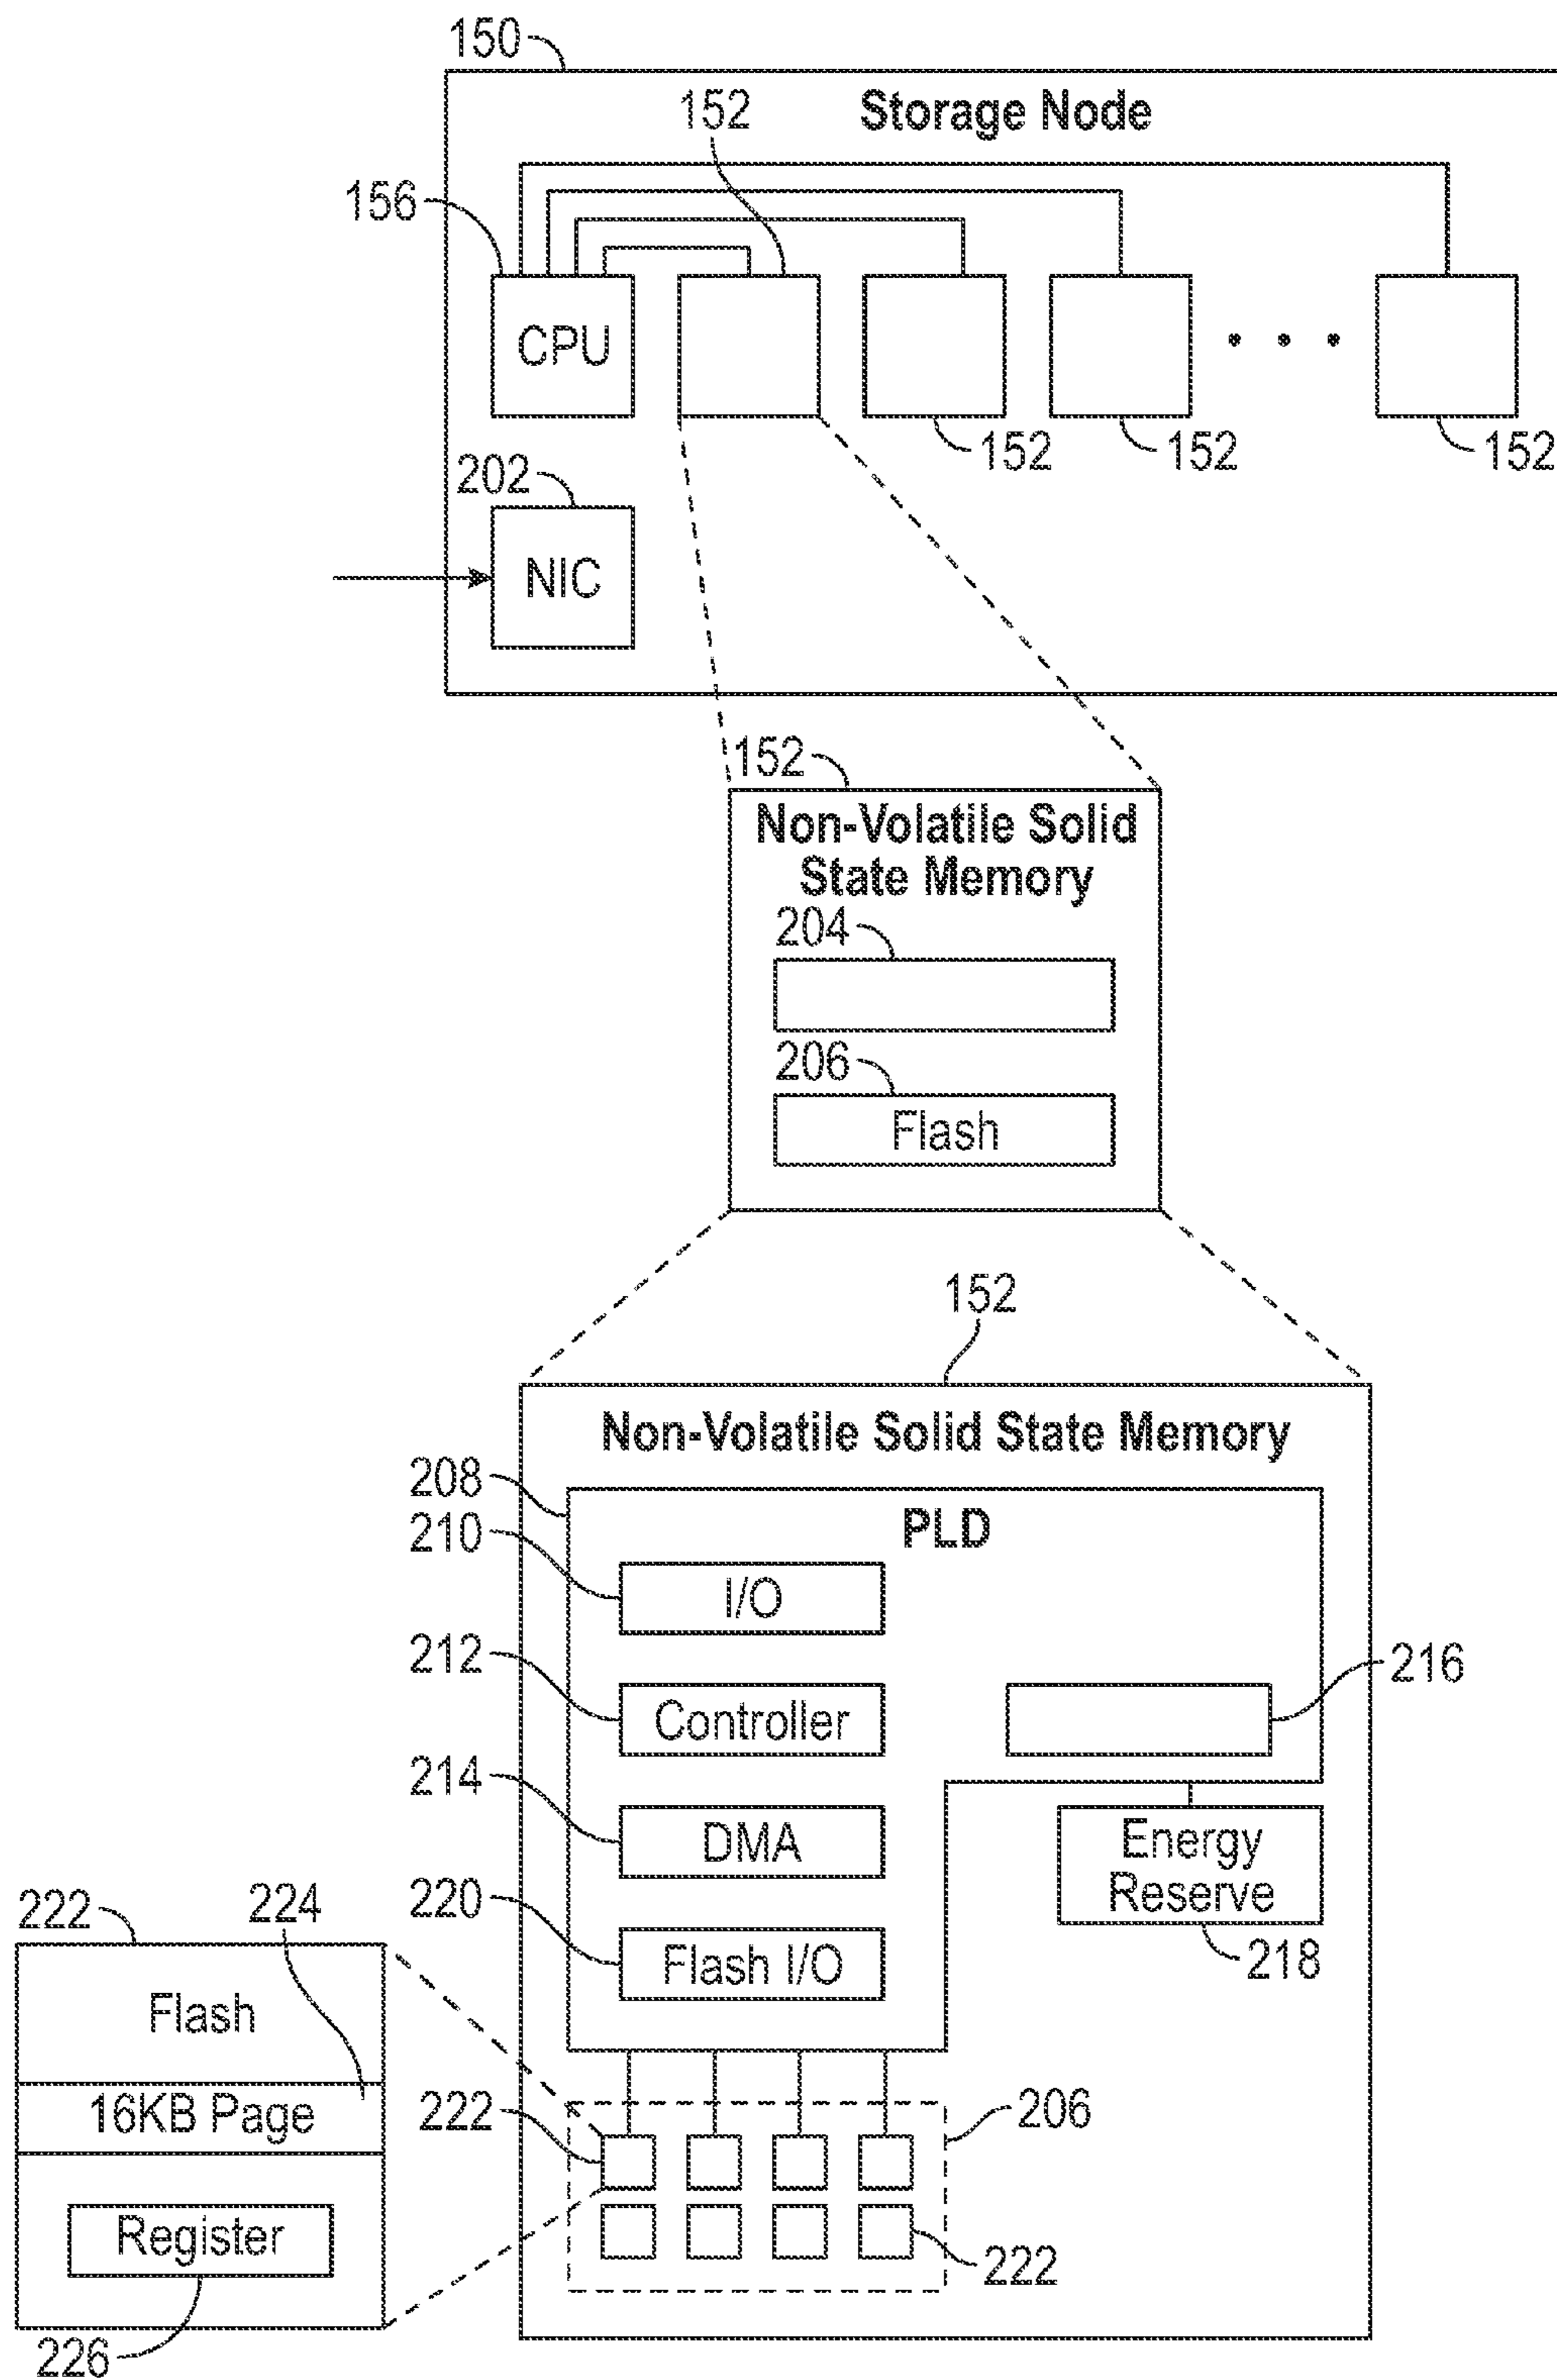 150
152
Storage Node
156
CPU
152
152
152
202
NIC
152
Non-Volatile Solid
State Memory
204
206
Flash
152
Non-Volatile Solid State Memory
208
PLD
210
I/O
212
Controller
216
214
DMA
Energy
Reserve
218
220
Flash I/O
222
224
Flash
16KB Page
Register
226
222
206
222